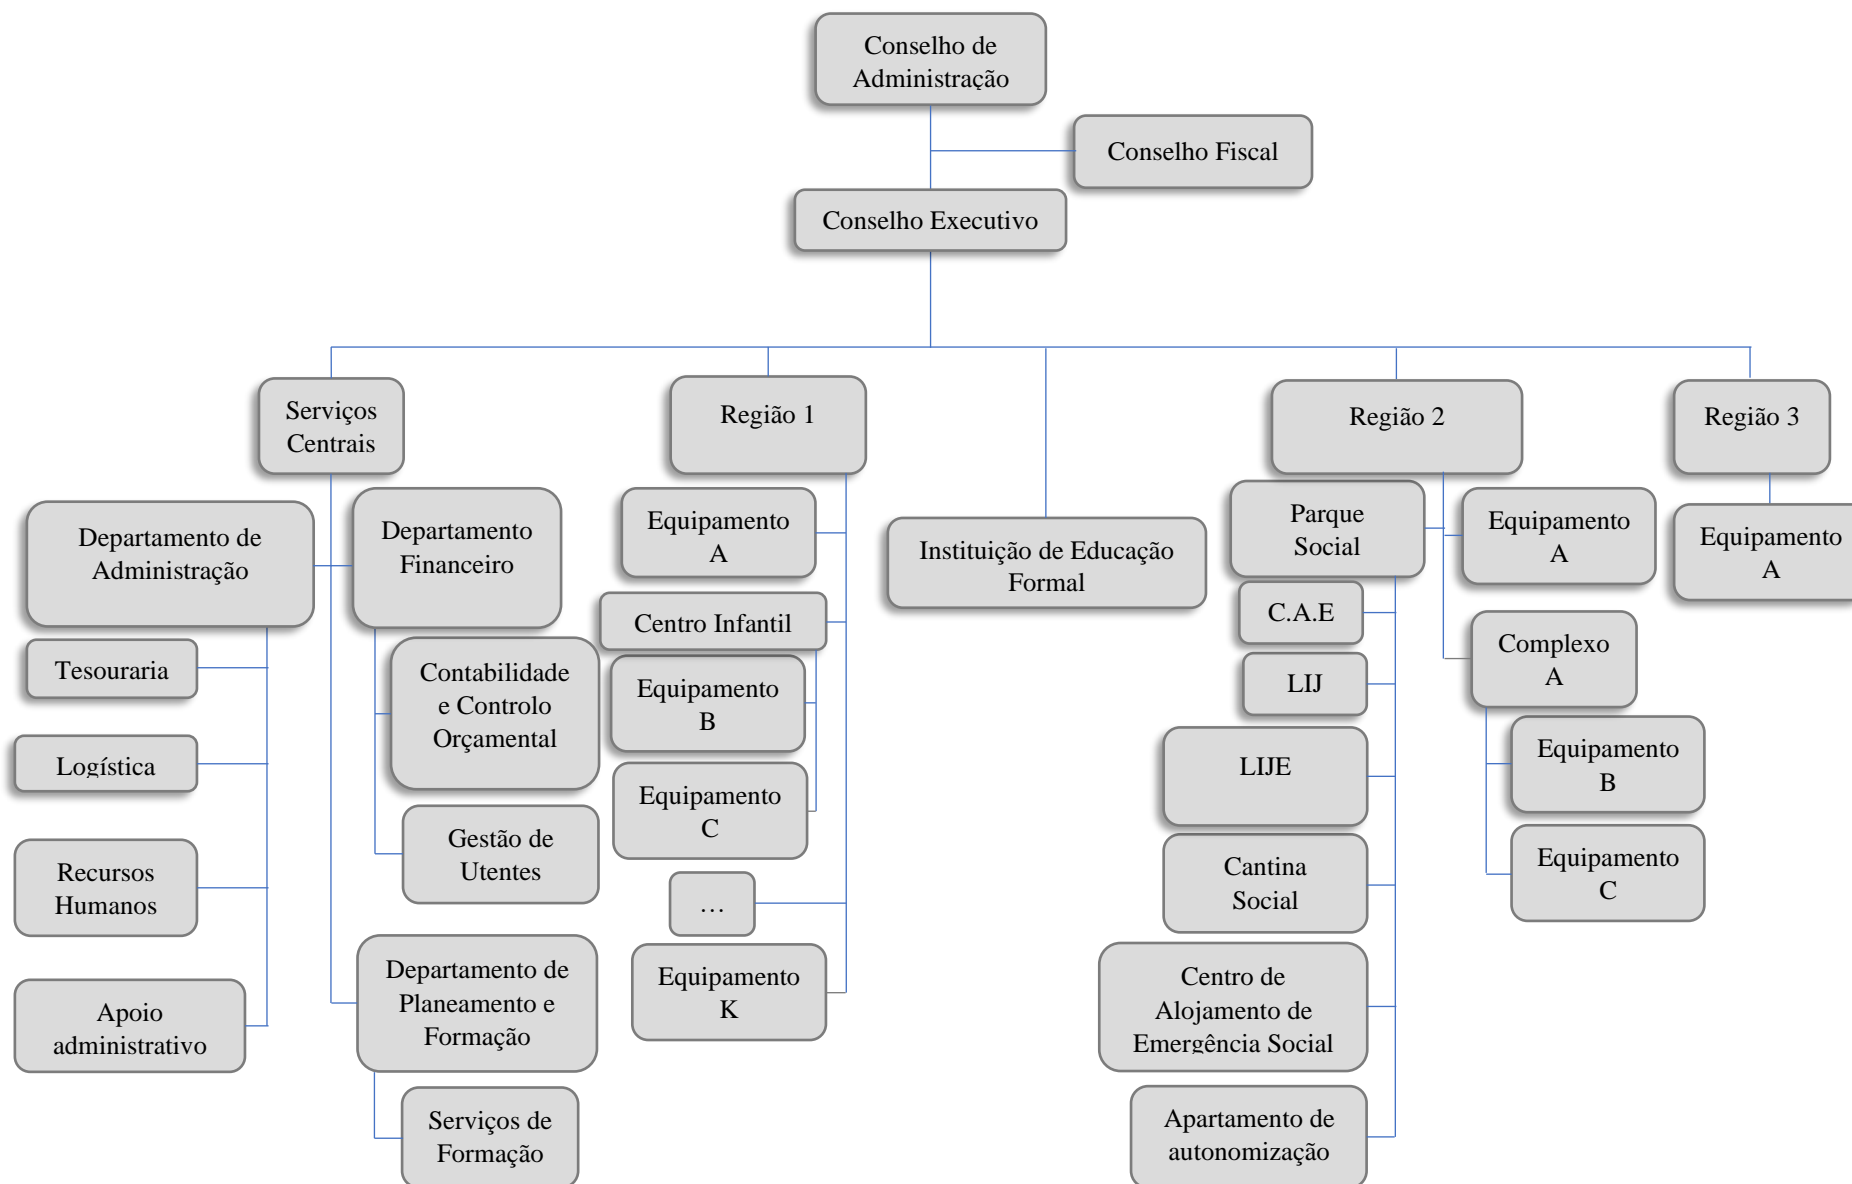 Conselho de
Administração
Conselho Fiscal
Conselho Executivo
Serviços
Centrais
Região 1
Região 2
Região 3
Departamento de
Administração
Tesouraria
Logística
Recursos
Humanos
Apoio
administrativo
Departamento
Financeiro
Contabilidade
e Controlo
Orçamental
Gestão de
Utentes
Departamento de
Planeamento e
Formação
Serviços de
Formação
Equipamento
A
Centro Infantil
Equipamento
B
Equipamento
C
…
Equipamento
K
Instituição de Educação
Formal
Parque
Social
C.A.E
LIJ
LIJE
Cantina
Social
Centro de
Alojamento de
Emergência Social
Apartamento de
autonomização
Equipamento
A
Complexo
A
Equipamento
B
Equipamento
C
Equipamento
A